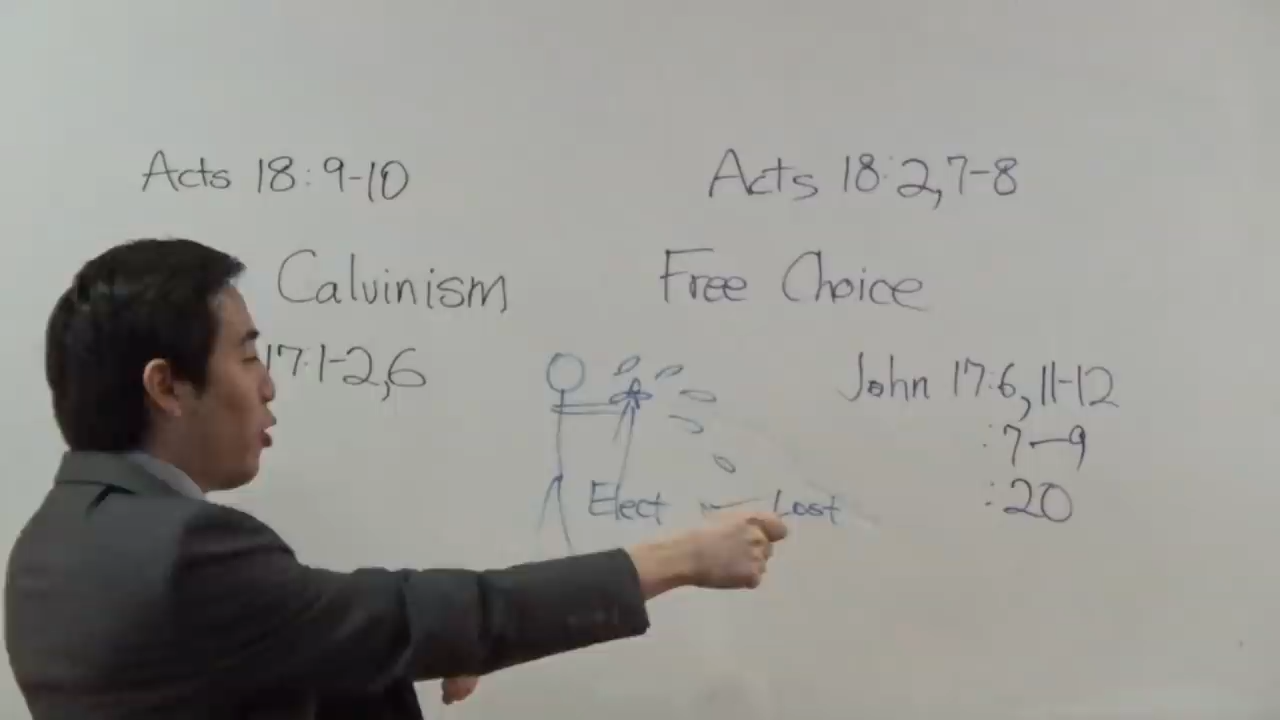 Acts 18:9-10
Calvinism
17:1-2,6
Elect
Lost
Acts 18:2,7-8
Free Choice
John 17:6,11-12
:7-9
:20